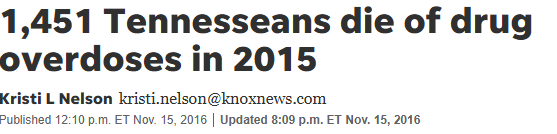 1,451 Tennesseans die of drug
overdoses in 2015
Kristi L Nelson kristi.nelson@knoxnews.com
Published 12:10 p.m. ET Nov. 15, 2016 | Updated 8:09 p.m. ET Nov. 15, 2016